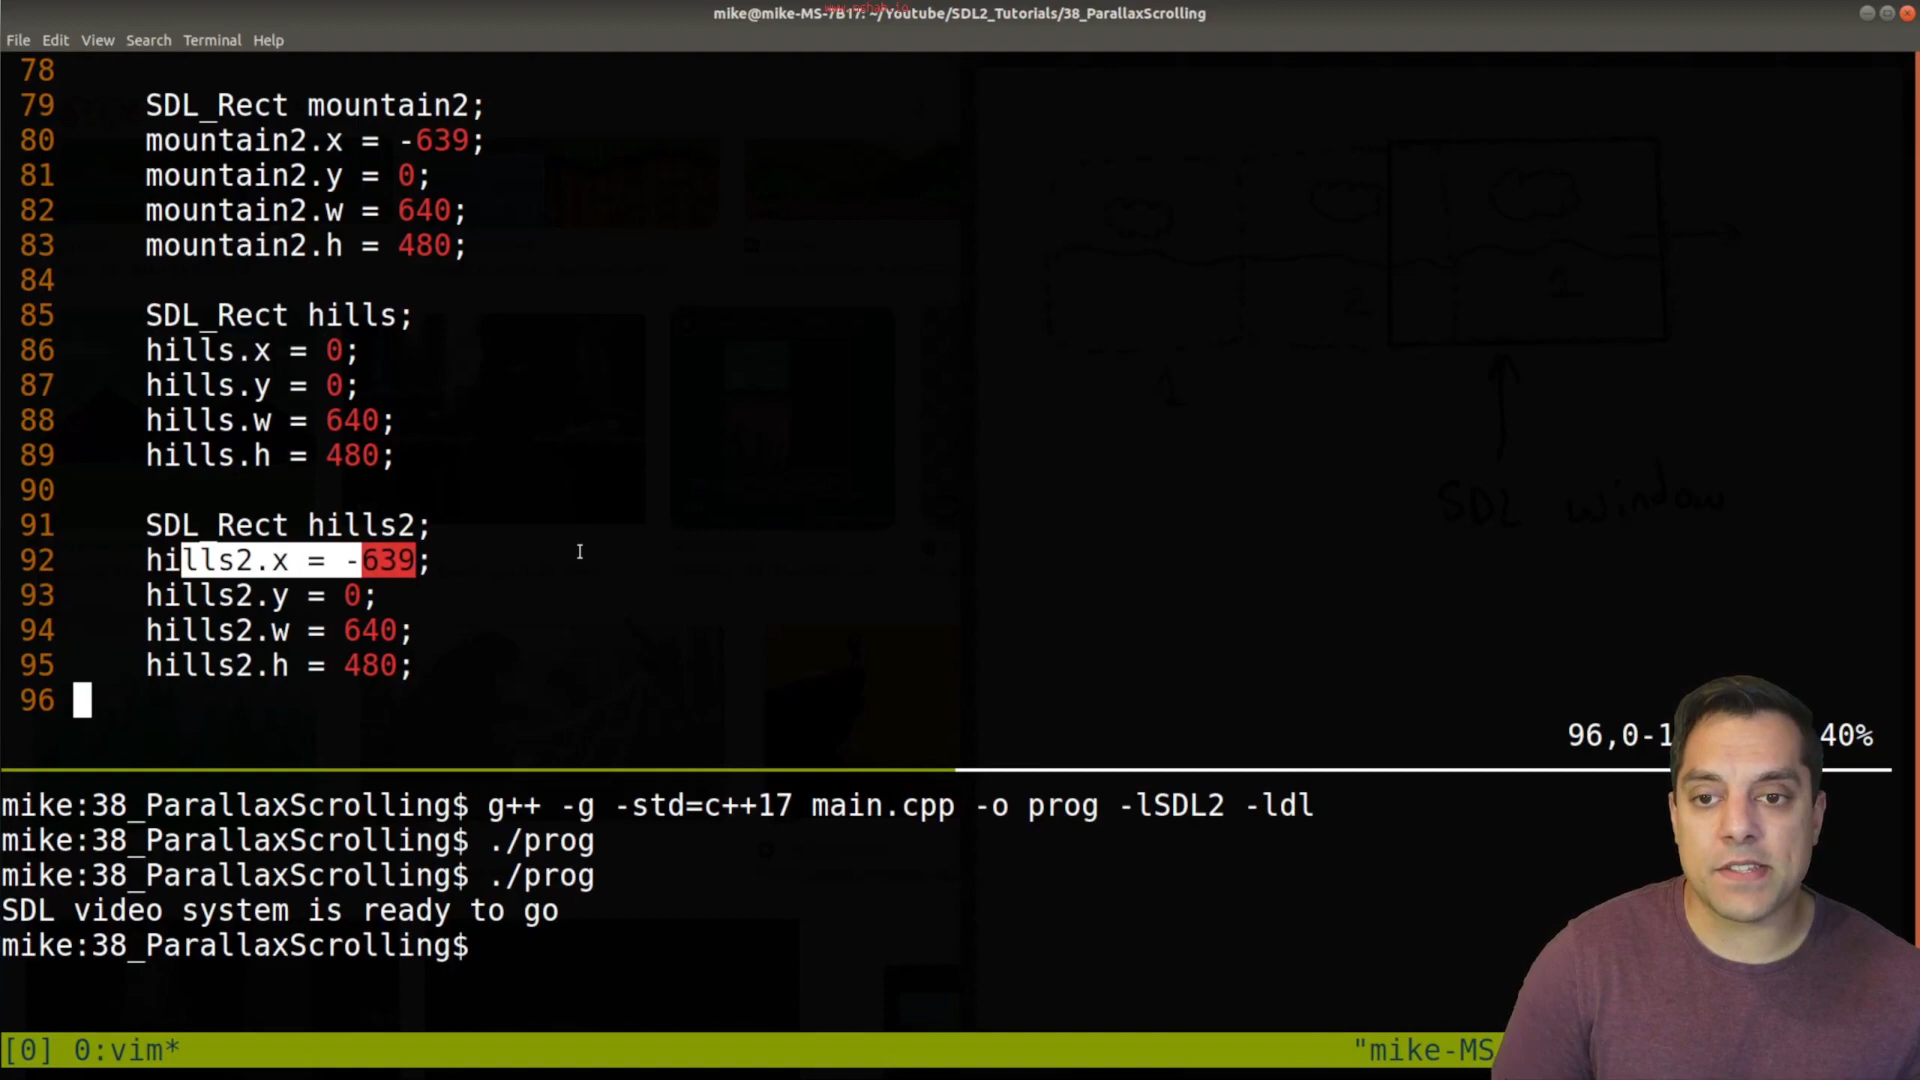 mike@mike-MS-7B17: ~/Youtube/SDL2_Tutorials/38_ParallaxScrolling
File Edit View Search Terminal Help
78
79 SDL_Rect mountain2;
80 mountain2.x = -639;
81 mountain2.y = 0;
82 mountain2.w = 640;
83 mountain2.h = 480;
84
85 SDL_Rect hills;
86 hills.x = 0;
87 hills.y = 0;
88 hills.w = 640;
89 hills.h = 480;
90
91 SDL_Rect hills2;
92 hills2.x = -639;
93 hills2.y = 0;
94 hills2.w = 640;
95 hills2.h = 480;
96
2 1
1
SDL window
96,0-1 40%
mike:38_ParallaxScrolling$ g++ -g -std=c++17 main.cpp -o prog -lSDL2 -ldl
mike:38_ParallaxScrolling$ ./prog
mike:38_ParallaxScrolling$ ./prog
SDL video system is ready to go
mike:38_ParallaxScrolling$
[0] 0:vim* "mike-MS